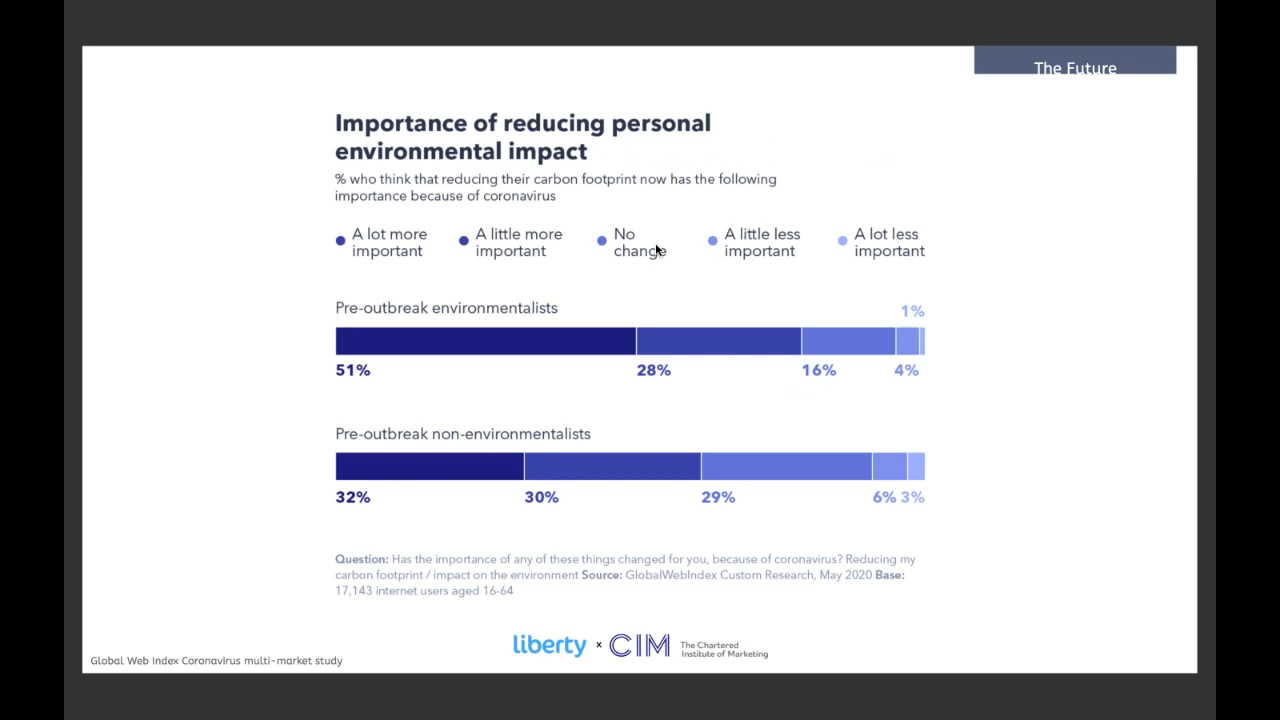 The Future
Importance of reducing personal
environmental impact
% who think that reducing their carbon footprint now has the following
importance because of coronavirus
A lot more
important
A little more
important
No
change
A little less
important
A lot less
important
Pre-outbreak environmentalists
1%
51% 28% 16% 4%
Pre-outbreak non-environmentalists
32% 30% 29% 6% 3%
Question: Has the importance of any of these things changed for you, because of coronavirus? Reducing my
carbon footprint / impact on the environment Source: GlobalWebIndex Custom Research, May 2020 Base:
17,143 internet users aged 16-64
liberty x CIM The Chartered
Institute of Marketing
Global Web Index Coronavirus multi-market study